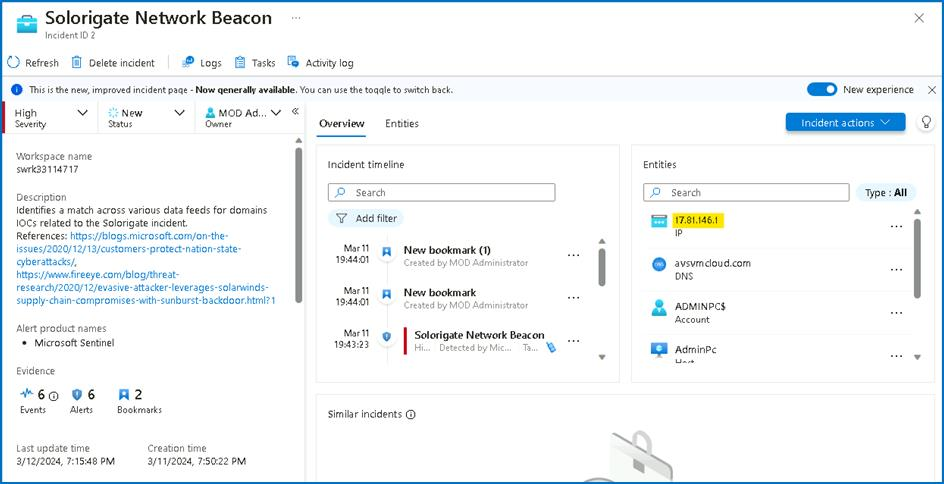 Solorigate Network Beacon ...
Incident ID 2
Refresh Delete incident Logs Tasks Activity log
This is the new, improved incident page - Now generally available. You can use the toggle to switch back. New experience
High
Severity
New
Status
MOD Ad...
Owner
Workspace name
swrk33114717
Description
Identifies a match across various data feeds for domains
IOCs related to the Solorigate incident.
References: https://blogs.microsoft.com/on-the-
issues/2020/12/13/customers-protect-nation-state-
cyberattacks/,
https://www.fireeye.com/blog/threat-
research/2020/12/evasive-attacker-leverages-solarwinds-
supply-chain-compromises-with-sunburst-backdoor.html?1
Alert product names
• Microsoft Sentinel
Evidence
6 6 2
Events Alerts Bookmarks
Last update time Creation time
3/12/2024, 7:15:48 PM 3/11/2024, 7:50:22 PM
Overview Entities
Incident actions
Incident timeline
Search
Add filter
Mar 11
19:44:01
New bookmark (1)
Created by MOD Administrator
Mar 11
19:44:01
New bookmark
Created by MOD Administrator
Mar 11
19:43:23
Solorigate Network Beacon
Hi... Detected by Mic... Ta...
Entities
Search
Type : All
17.81.146.1
IP
avsvmcloud.com
DNS
ADMINPC$
Account
AdminPc
Host
Similar incidents